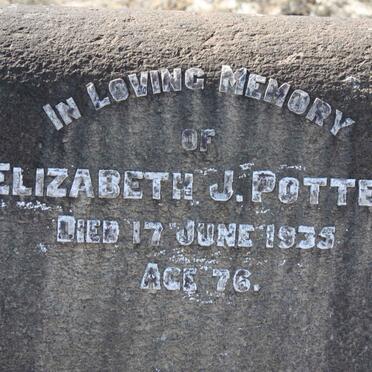 IN LOVING MEMORY
OF
ELIZABETH J. POTTE
DIED 17 JUNE 1935
AGE 76.